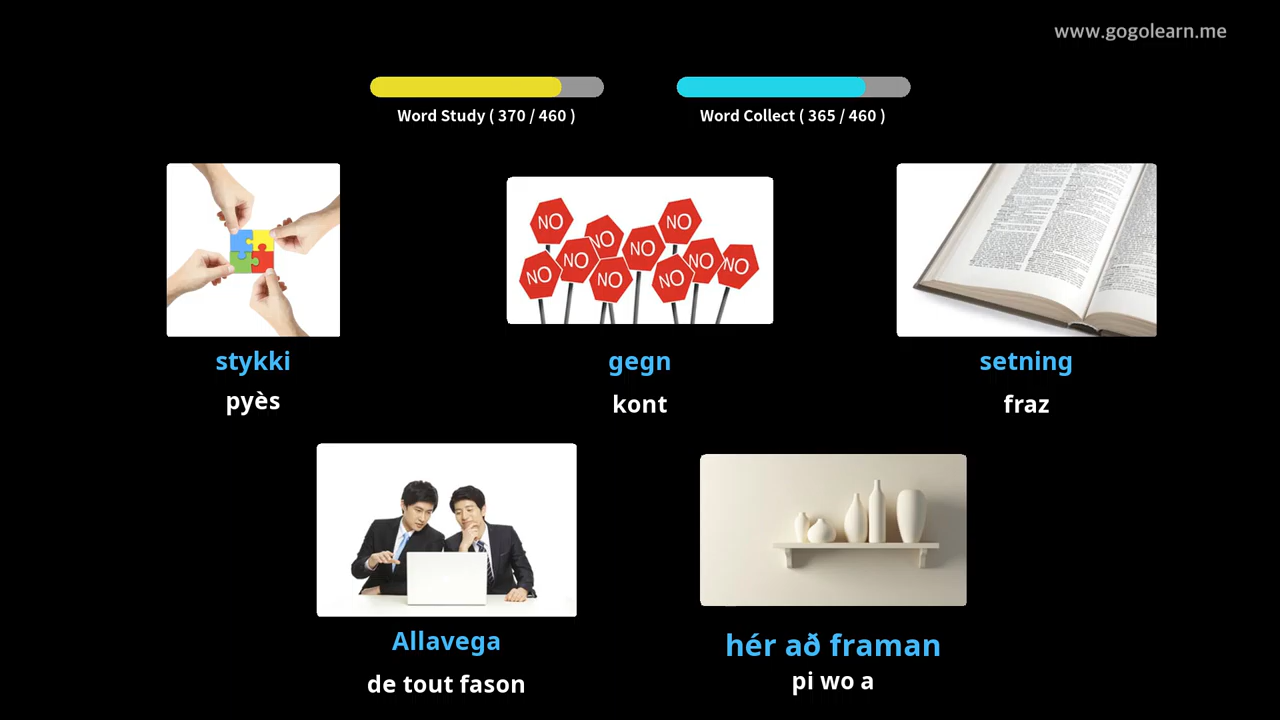 www.gogolearn.me
Word Study ( 370 / 460 )
Word Collect ( 365 / 460 )
NO
NO
NO
NO
NO
NO
NO
NO
NO
NO
stykki
pyès
gegn
kont
setning
fraz
Allavega
de tout fason
hér að framan
pi wo a